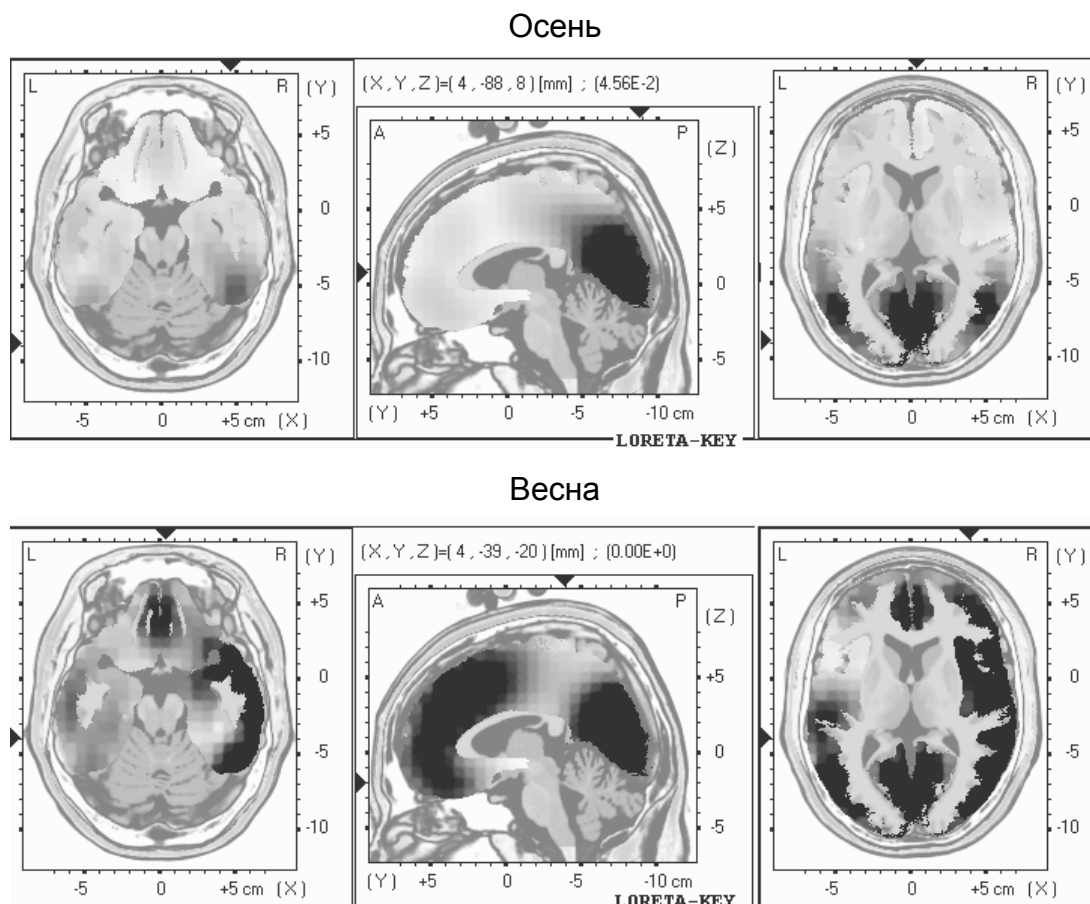 Осень
L R (Y) +5 0 -5 -10
-5 0 +5 cm (X)
(X,Y,Z)=(4,-88,8)[mm] ; (4.56E-2)
A P (Z) +5 0 -5
(Y) +5 0 -5 -10 cm
L R (Y) +5 0 -5 -10
-5 0 +5 cm (X)
LORETA-KEY
Весна
L R (Y) +5 0 -5 -10
-5 0 +5 cm (X)
(X,Y,Z)=(4,-39,-20)[mm] ; (0.00E+0)
A P (Z) +5 0 -5
(Y) +5 0 -5 -10 cm
L R (Y) +5 0 -5 -10
-5 0 +5 cm (X)
LORETA-KEY